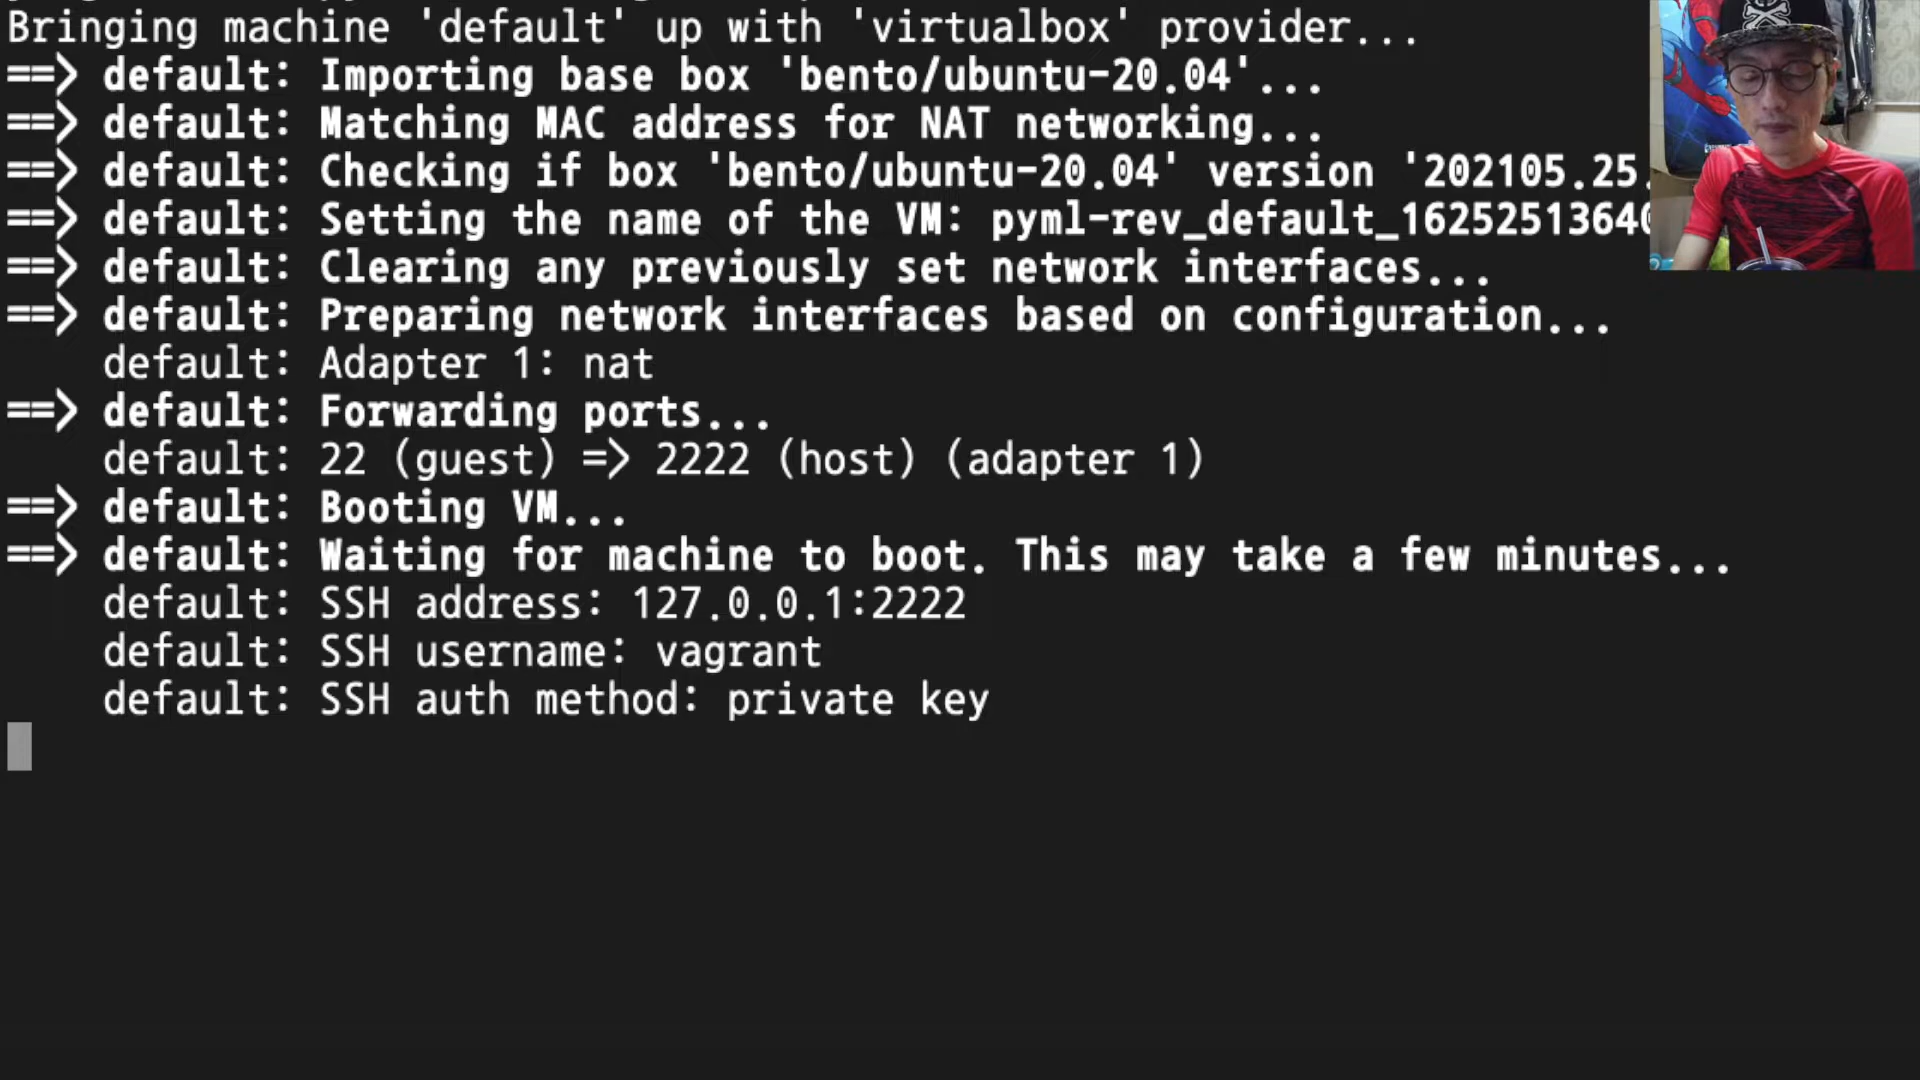 Bringing machine 'default' up with 'virtualbox' provider...
==> default: Importing base box 'bento/ubuntu-20.04'...
==> default: Matching MAC address for NAT networking...
==> default: Checking if box 'bento/ubuntu-20.04' version '202105.25.
==> default: Setting the name of the VM: pyml-rev_default_1625251364
==> default: Clearing any previously set network interfaces...
==> default: Preparing network interfaces based on configuration...
default: Adapter 1: nat
==> default: Forwarding ports...
default: 22 (guest) => 2222 (host) (adapter 1)
==> default: Booting VM...
==> default: Waiting for machine to boot. This may take a few minutes...
default: SSH address: 127.0.0.1:2222
default: SSH username: vagrant
default: SSH auth method: private key